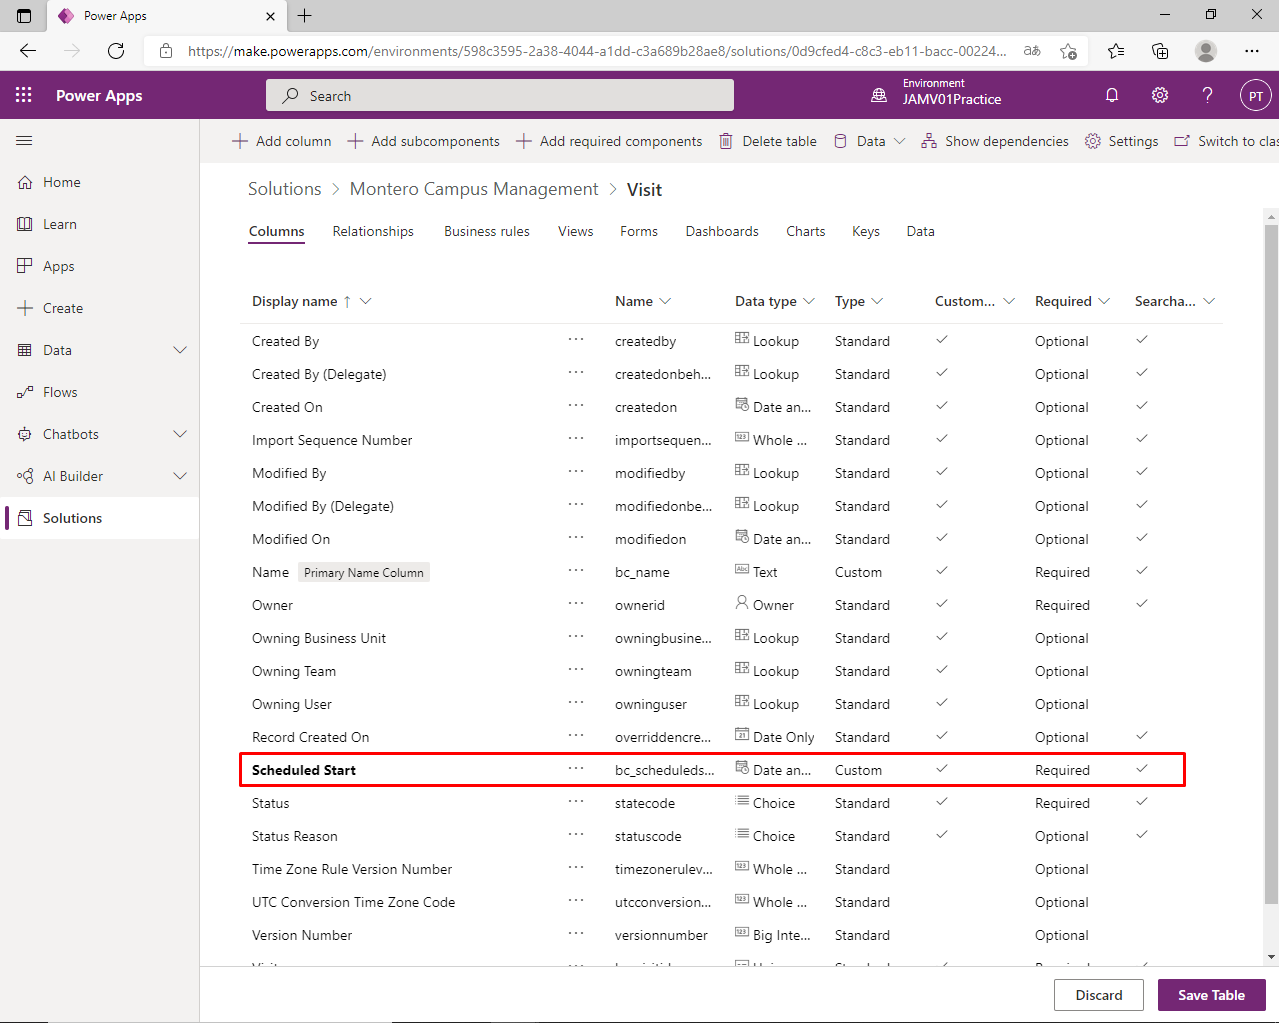 Power Apps
https://make.powerapps.com/environments/598c3595-2a38-4044-a1dd-c3a689b28ae8/solutions/0d9cfed4-c8c3-eb11-bacc-00224...
Power Apps
Search
Environment
JAMV01Practice
PT
Add column
Add subcomponents
Add required components
Delete table
Data
Show dependencies
Settings
Switch to clas
Home
Learn
Apps
Create
Data
Flows
Chatbots
AI Builder
Solutions
Solutions > Montero Campus Management > Visit
Columns Relationships Business rules Views Forms Dashboards Charts Keys Data
Display name Name Data type Type Custom... Required Searcha...
Created By ... createdby Lookup Standard Optional
Created By (Delegate) ... createdonbeh... Lookup Standard Optional
Created On ... createdon Date an... Standard Optional
Import Sequence Number ... importsequen... Whole ... Standard Optional
Modified By ... modifiedby Lookup Standard Optional
Modified By (Delegate) ... modifiedonbe... Lookup Standard Optional
Modified On ... modifiedon Date an... Standard Optional
Name Primary Name Column ... bc_name Text Custom Required
Owner ... ownerid Owner Standard Required
Owning Business Unit ... owningbusine... Lookup Standard Optional
Owning Team ... owningteam Lookup Standard Optional
Owning User ... owninguser Lookup Standard Optional
Record Created On ... overriddencre... Date Only Standard Optional
Scheduled Start ... bc_scheduleds... Date an... Custom Required
Status ... statecode Choice Standard Required
Status Reason ... statuscode Choice Standard Optional
Time Zone Rule Version Number ... timezonerulev... Whole ... Standard Optional
UTC Conversion Time Zone Code ... utcconversion... Whole ... Standard Optional
Version Number ... versionnumber Big Inte... Standard Optional
Discard
Save Table